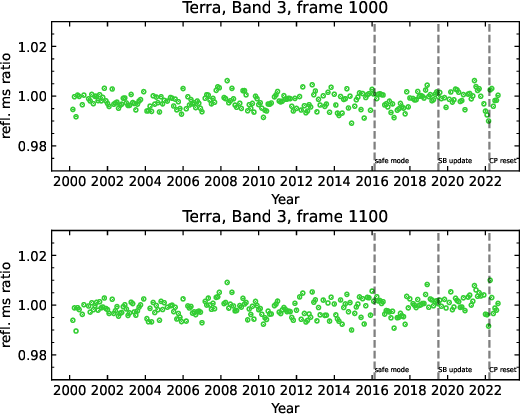 Terra, Band 3, frame 1000
refl. ms ratio
1.02
1.00
0.98
safe mode SB update CP reset
2000 2002 2004 2006 2008 2010 2012 2014 2016 2018 2020 2022
Year
Terra, Band 3, frame 1100
refl. ms ratio
1.02
1.00
0.98
safe mode SB update CP reset
2000 2002 2004 2006 2008 2010 2012 2014 2016 2018 2020 2022
Year